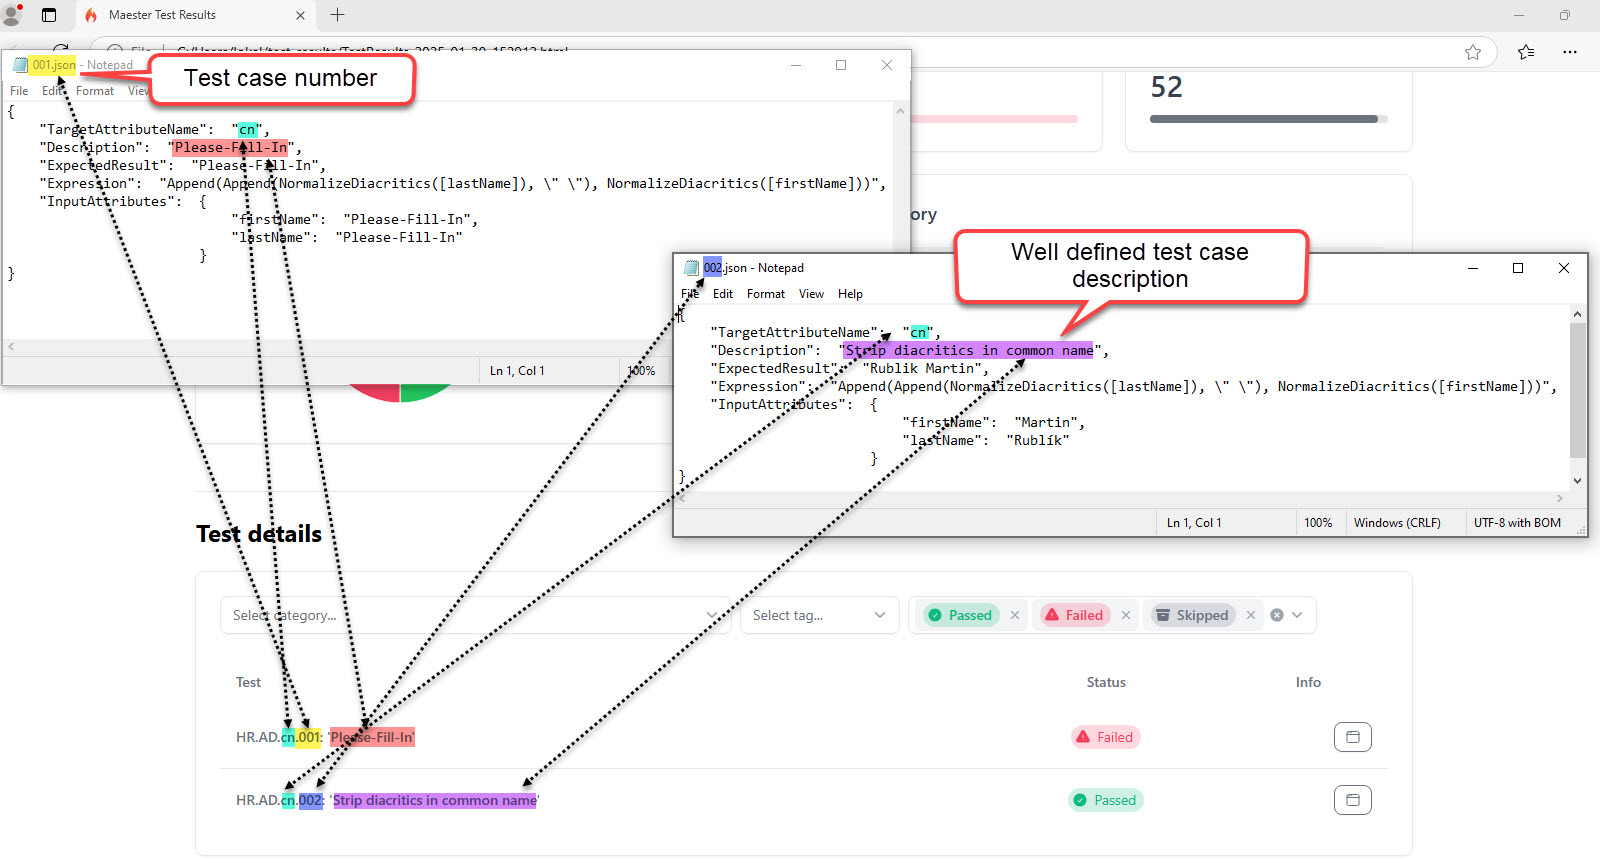 Maester Test Results
001.json - Notepad
Test case number
File Edit Format View
{
"TargetAttributeName": "cn",
"Description": "Please-Fill-In",
"ExpectedResult": "Please-Fill-In",
"Expression": "Append(Append(NormalizeDiacritics([lastName]), \" \"), NormalizeDiacritics([firstName]))",
"InputAttributes": {
"firstName": "Please-Fill-In",
"lastName": "Please-Fill-In"
}
}
Ln 1, Col 1 100%
52
ory
002.json - Notepad
Well defined test case
description
File Edit Format View Help
{
"TargetAttributeName": "cn",
"Description": "Strip diacritics in common name",
"ExpectedResult": "Rublik Martin",
"Expression": "Append(Append(NormalizeDiacritics([lastName]), \" \"), NormalizeDiacritics([firstName]))",
"InputAttributes": {
"firstName": "Martin",
"lastName": "Rublík"
}
}
Ln 1, Col 1 100% Windows (CRLF) UTF-8 with BOM
Test details
Select category... Select tag... Passed Failed Skipped
Test Status Info
HR.AD.cn.001: 'Please-Fill-In' Failed
HR.AD.cn.002: 'Strip diacritics in common name' Passed